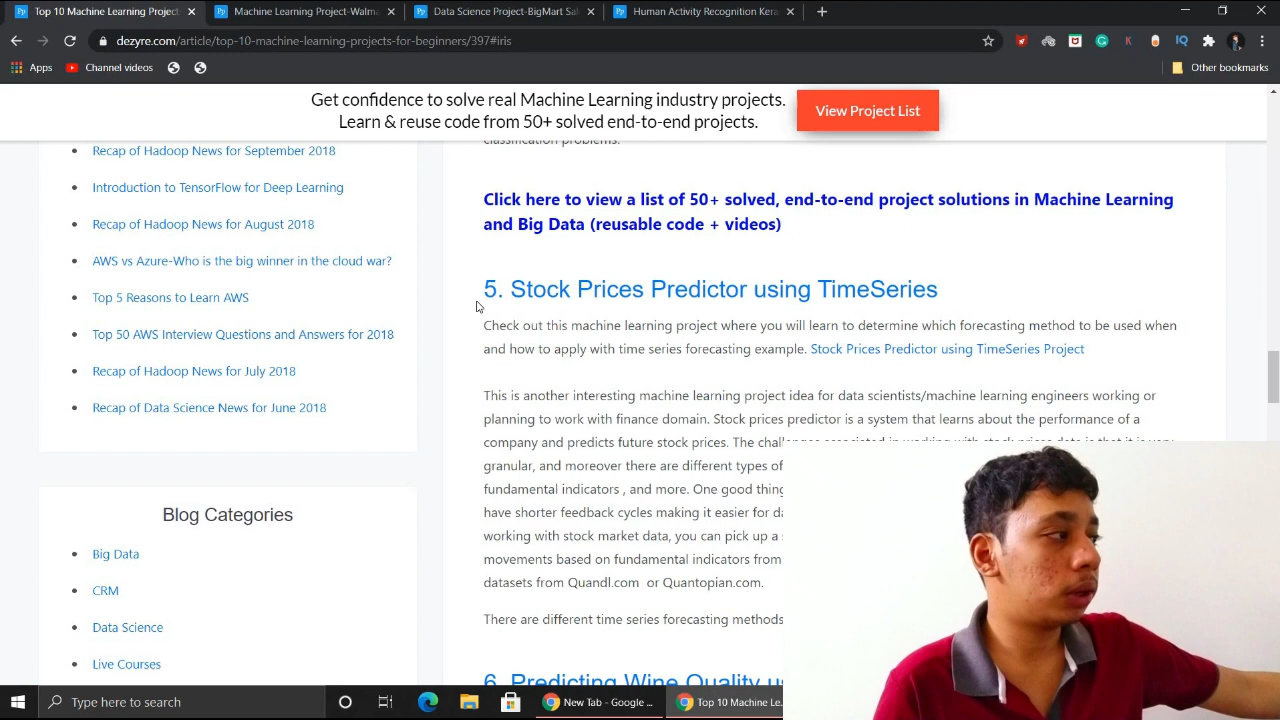 Top 10 Machine Learning Project
Machine Learning Project-Walma
Data Science Project-BigMart Sal
Human Activity Recognition Kera
dezyre.com/article/top-10-machine-learning-projects-for-beginners/397#iris
Apps
Channel videos
Other bookmarks
Get confidence to solve real Machine Learning industry projects.
Learn & reuse code from 50+ solved end-to-end projects.
View Project List
Recap of Hadoop News for September 2018
Introduction to TensorFlow for Deep Learning
Recap of Hadoop News for August 2018
AWS vs Azure-Who is the big winner in the cloud war?
Top 5 Reasons to Learn AWS
Top 50 AWS Interview Questions and Answers for 2018
Recap of Hadoop News for July 2018
Recap of Data Science News for June 2018
Blog Categories
Big Data
CRM
Data Science
Live Courses
classification problems.
Click here to view a list of 50+ solved, end-to-end project solutions in Machine Learning
and Big Data (reusable code + videos)
5. Stock Prices Predictor using TimeSeries
Check out this machine learning project where you will learn to determine which forecasting method to be used when
and how to apply with time series forecasting example. Stock Prices Predictor using TimeSeries Project
This is another interesting machine learning project idea for data scientists/machine learning engineers working or
planning to work with finance domain. Stock prices predictor is a system that learns about the performance of a
company and predicts future stock prices. The challenges associated in working with stock prices data is that it is very
granular, and moreover there are different types of
fundamental indicators , and more. One good thing
have shorter feedback cycles making it easier for da
working with stock market data, you can pick up a s
movements based on fundamental indicators from
datasets from Quandl.com or Quantopian.com.
There are different time series forecasting methods
6. Predicting Wine Quality us
Type here to search
New Tab - Google ...
Top 10 Machine Le..